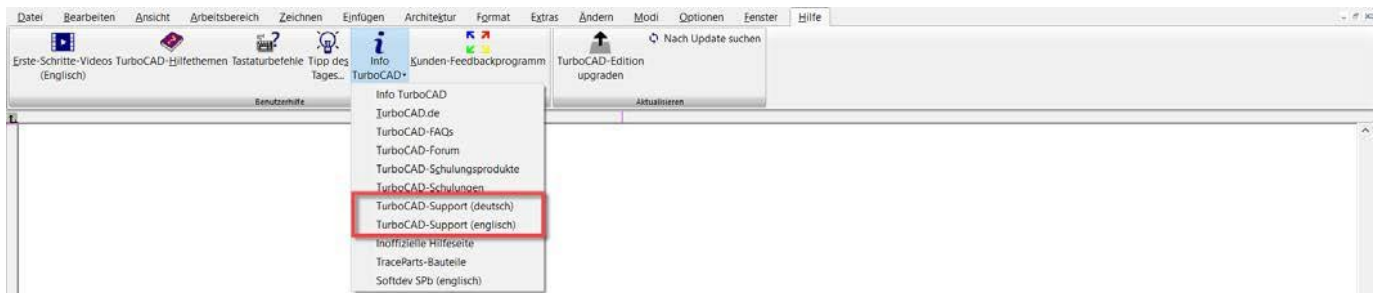 Datei Bearbeiten Ansicht Arbeitsbereich Zeichnen Einfügen Architektur Format Extras Ändern Modi Optionen Fenster Hilfe
Erste-Schritte-Videos (Englisch)
TurboCAD-Hilfethemen
Tastaturbefehle
Tipp des Tages...
Info TurboCAD
Kunden-Feedbackprogramm
Benutzerhilfe
TurboCAD-Edition upgraden
Nach Update suchen
Aktualisieren
Info TurboCAD
TurboCAD.de
TurboCAD-FAQs
TurboCAD-Forum
TurboCAD-Schulungsprodukte
TurboCAD-Schulungen
TurboCAD-Support (deutsch)
TurboCAD-Support (englisch)
Inoffizielle Hilfeseite
TraceParts-Bauteile
Softdev SPb (englisch)